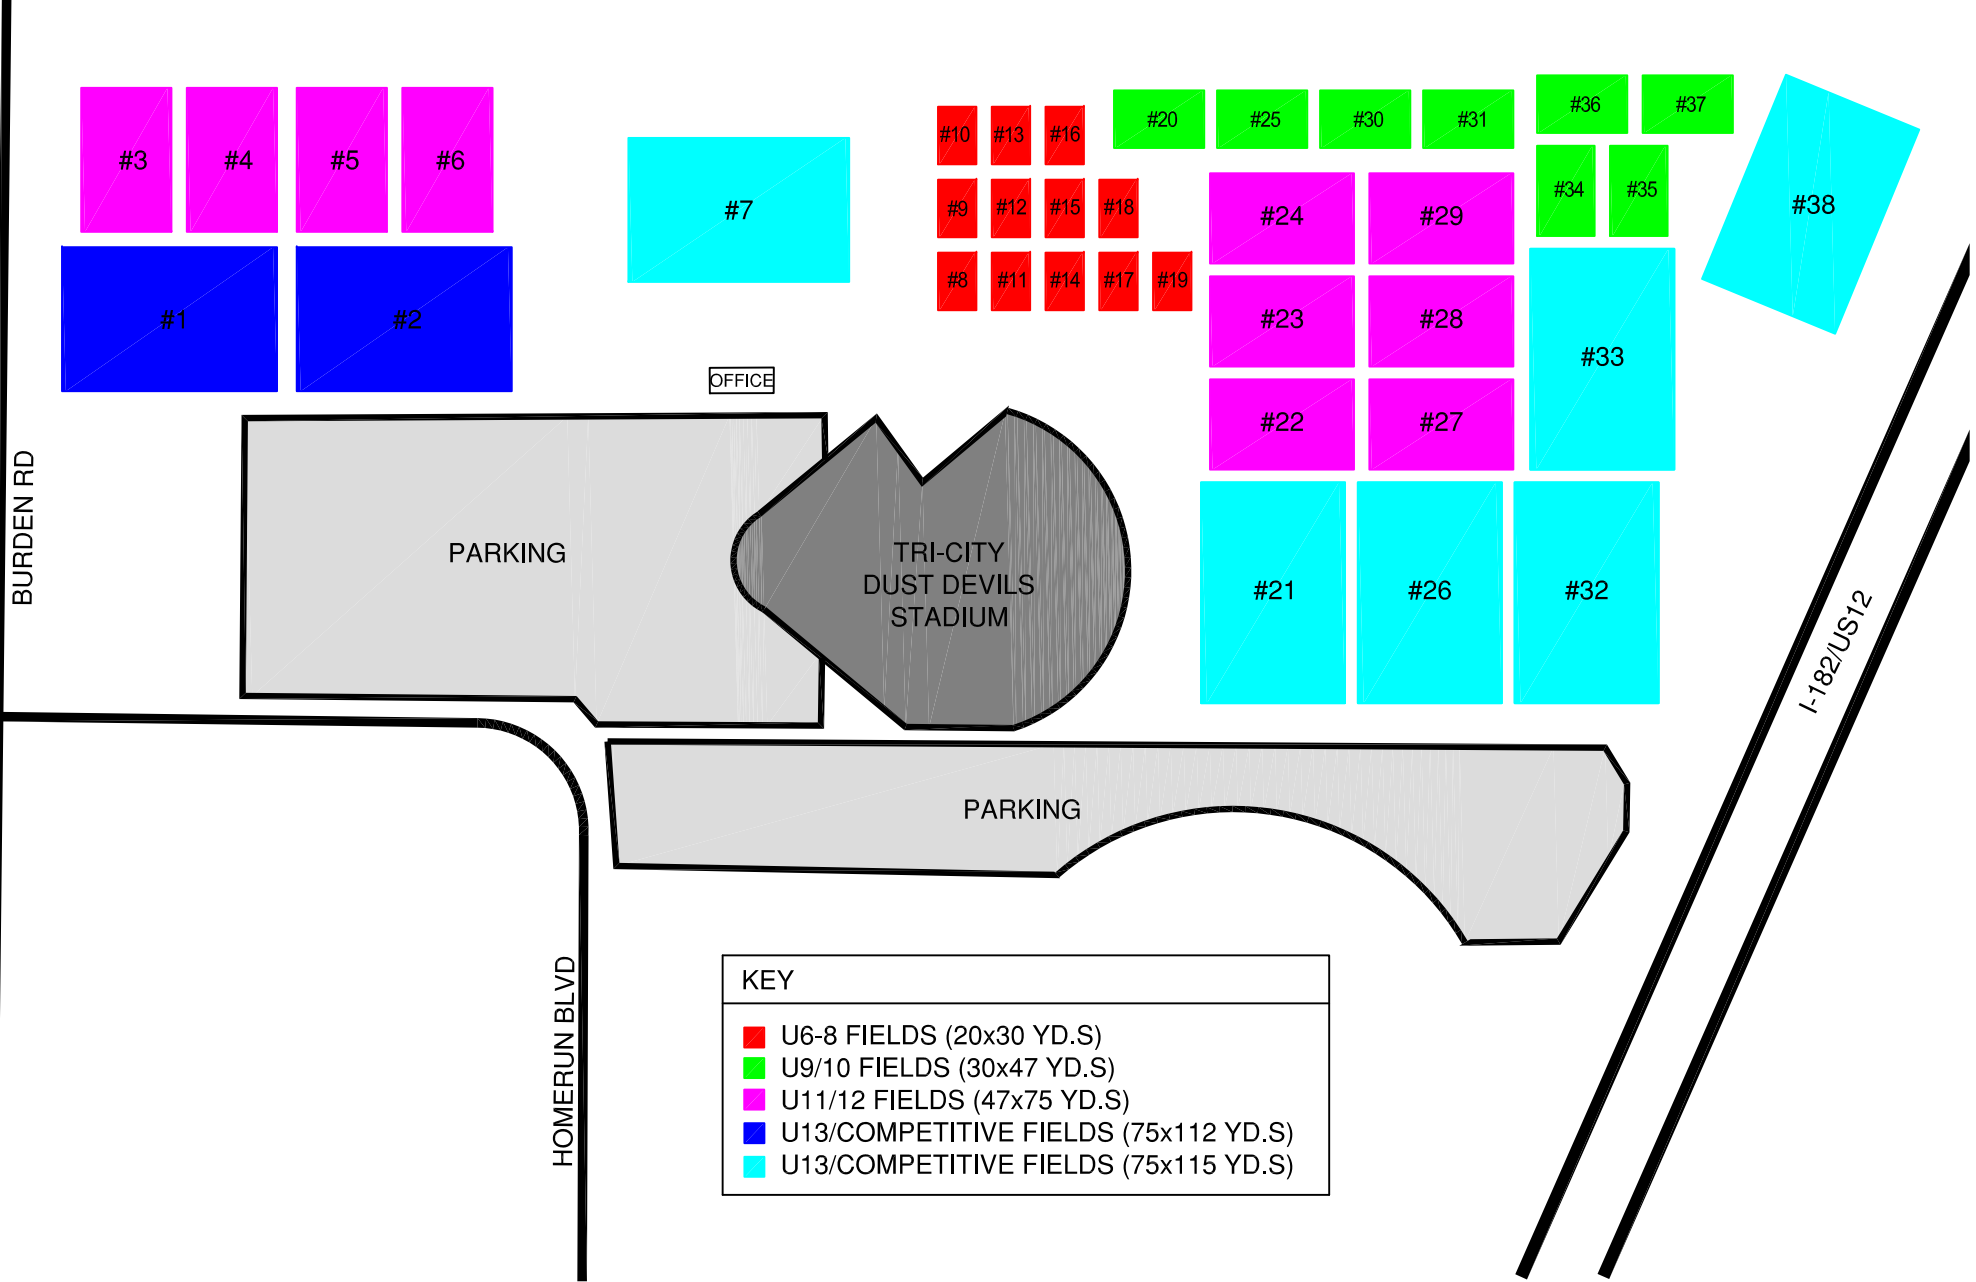 #36
#37
#10
#13
#16
#20
#25
#30
#31
#3
#4
#5
#6
#34
#35
#7
#9
#12
#15
#18
#24
#29
#38
#8
#11
#14
#17
#19
#1
#2
#23
#28
#33
OFFICE
#22
#27
BURDEN RD
PARKING
TRI-CITY
DUST DEVILS
STADIUM
#21
#26
#32
I-182/US12
PARKING
HOMERUN BLVD
KEY
U6-8 FIELDS (20x30 YD.S)
U9/10 FIELDS (30x47 YD.S)
U11/12 FIELDS (47x75 YD.S)
U13/COMPETITIVE FIELDS (75x112 YD.S)
U13/COMPETITIVE FIELDS (75x115 YD.S)